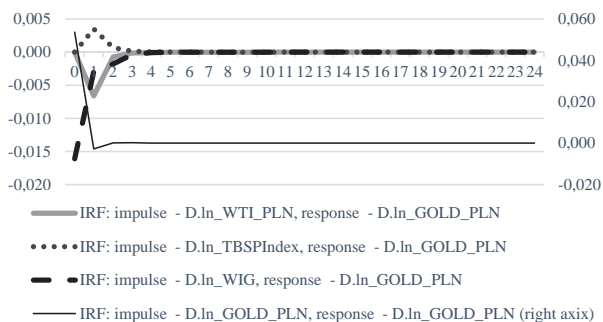 0,005 0,060
0,000 0,040
0 1 2 3 4 5 6 7 8 9 10 11 12 13 14 15 16 17 18 19 20 21 22 23 24
-0,005 0,020
-0,010 0,000
-0,015 -0,020
-0,020
IRF: impulse - D.ln_WTI_PLN, response - D.ln_GOLD_PLN
IRF: impulse - D.ln_TBSPIndex, response - D.ln_GOLD_PLN
IRF: impulse - D.ln_WIG, response - D.ln_GOLD_PLN
IRF: impulse - D.ln_GOLD_PLN, response - D.ln_GOLD_PLN (right axix)